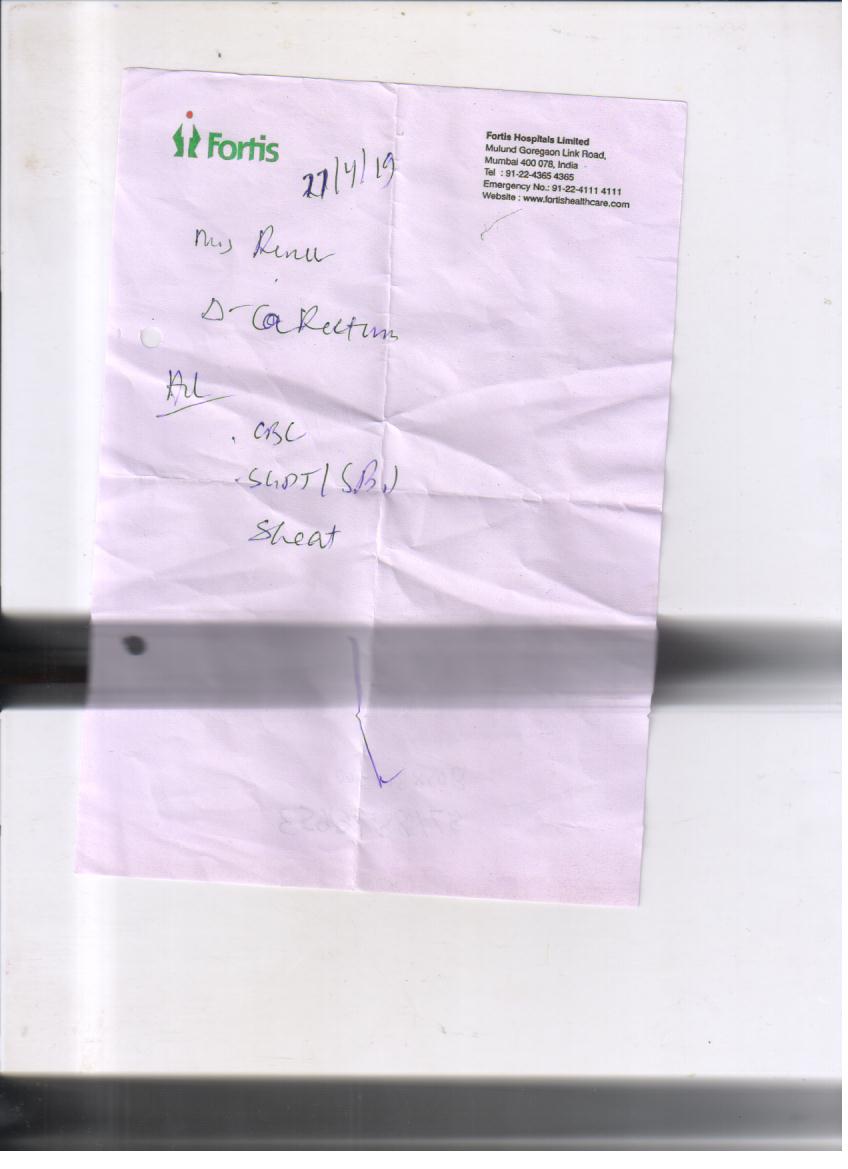 Fortis
Fortis Hospitals Limited
Mulund Goregaon Link Road,
Mumbai 400 078, India
Tel : 91-22-4365 4365
Emergency No.: 91-22-4111 4111
Website : www.fortishealthcare.com
27/4/19
Mrs Renu
D- Ca Rectum
Adv
. CBC
. SGPT / S.Bil